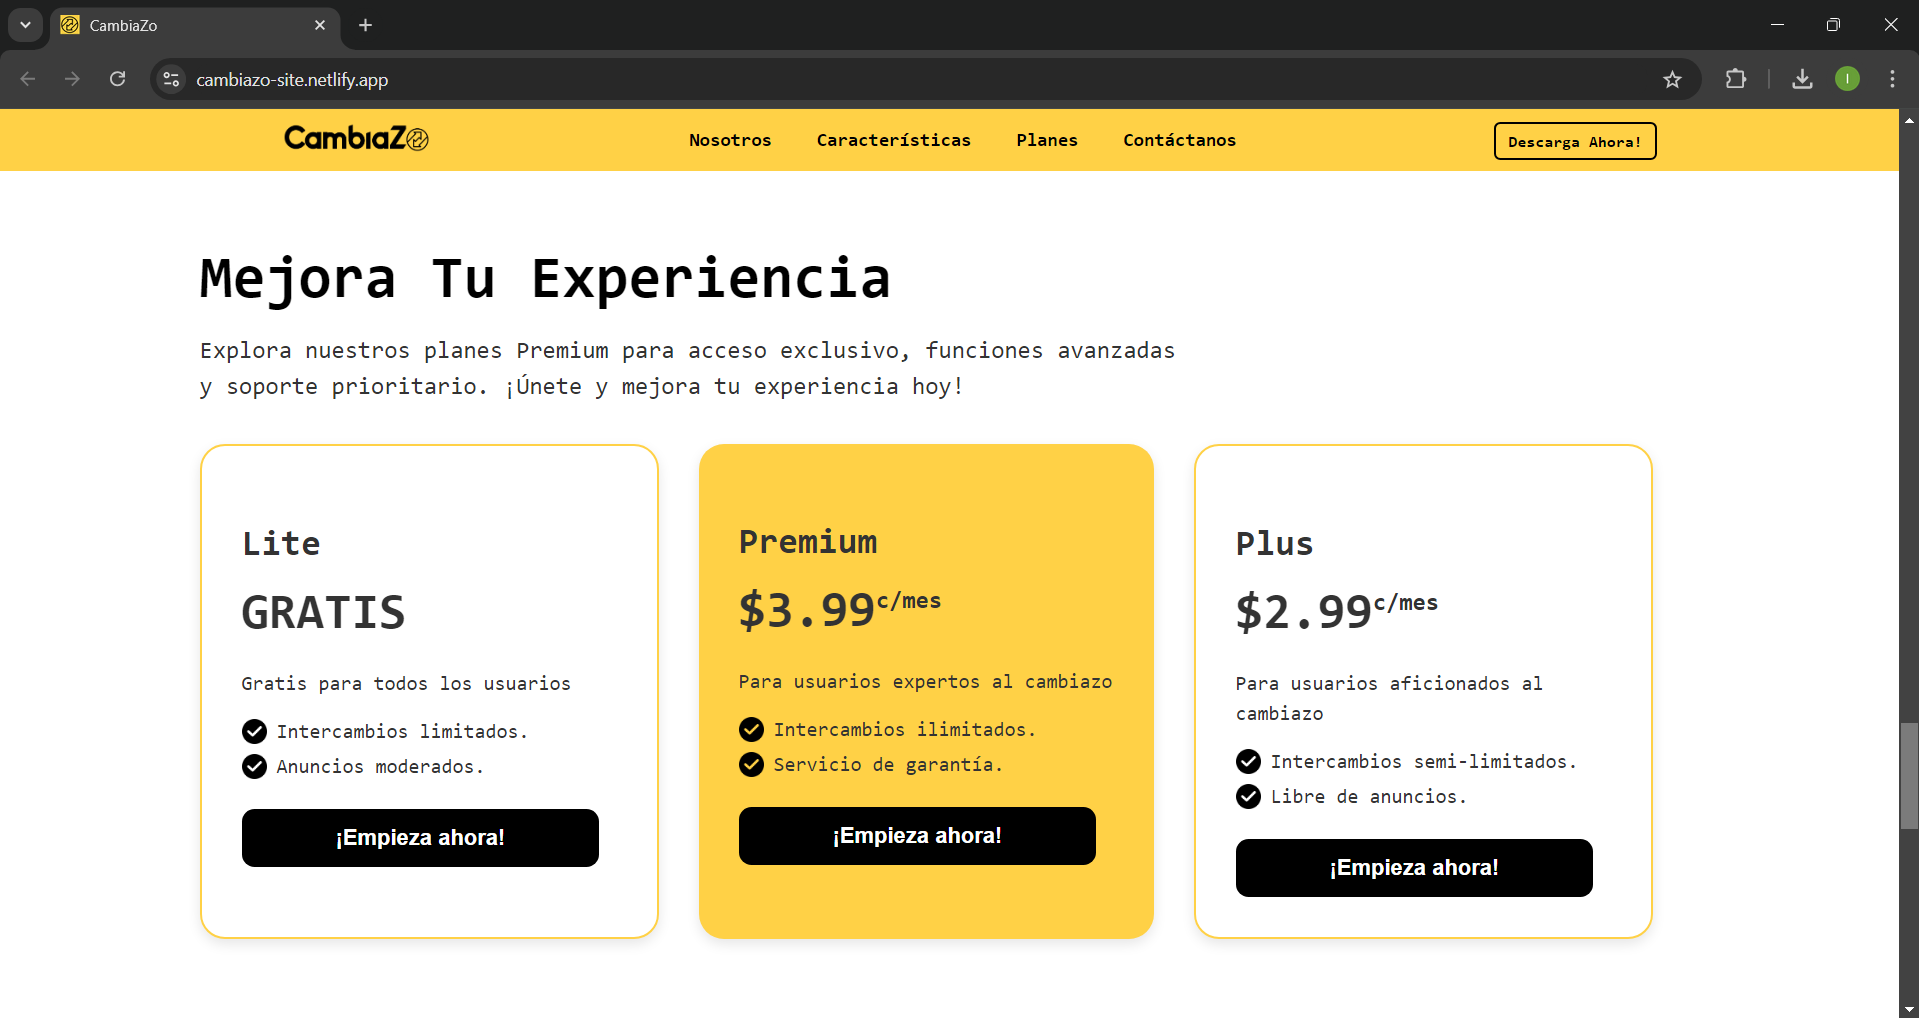 CambiaZo
cambiazo-site.netlify.app
I
CambiaZo
Nosotros Características Planes Contáctanos
Descarga Ahora!
Mejora Tu Experiencia
Explora nuestros planes Premium para acceso exclusivo, funciones avanzadas
y soporte prioritario. ¡Únete y mejora tu experiencia hoy!
Lite
GRATIS
Gratis para todos los usuarios
Intercambios limitados.
Anuncios moderados.
¡Empieza ahora!
Premium
$3.99c/mes
Para usuarios expertos al cambiazo
Intercambios ilimitados.
Servicio de garantía.
¡Empieza ahora!
Plus
$2.99c/mes
Para usuarios aficionados al
cambiazo
Intercambios semi-limitados.
Libre de anuncios.
¡Empieza ahora!